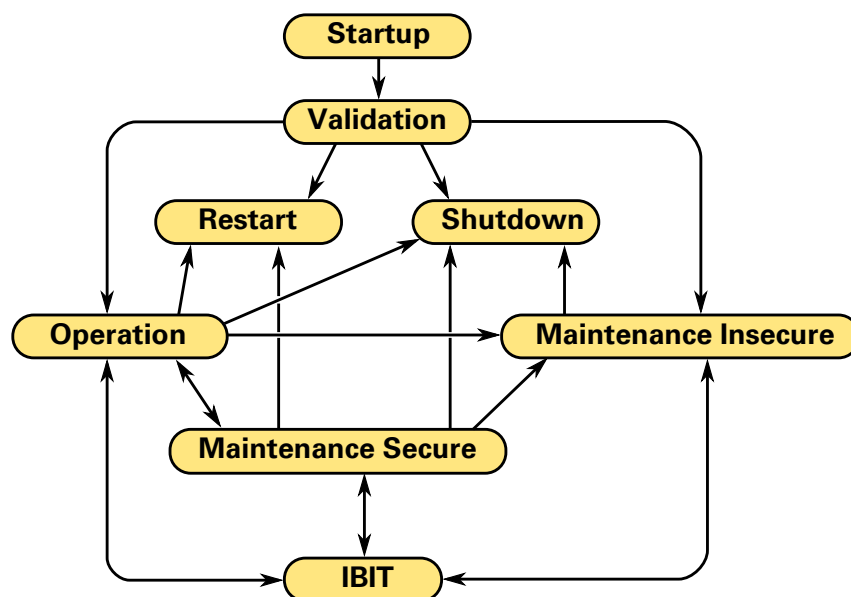 Startup
Validation
Restart
Shutdown
Operation
Maintenance Insecure
Maintenance Secure
IBIT